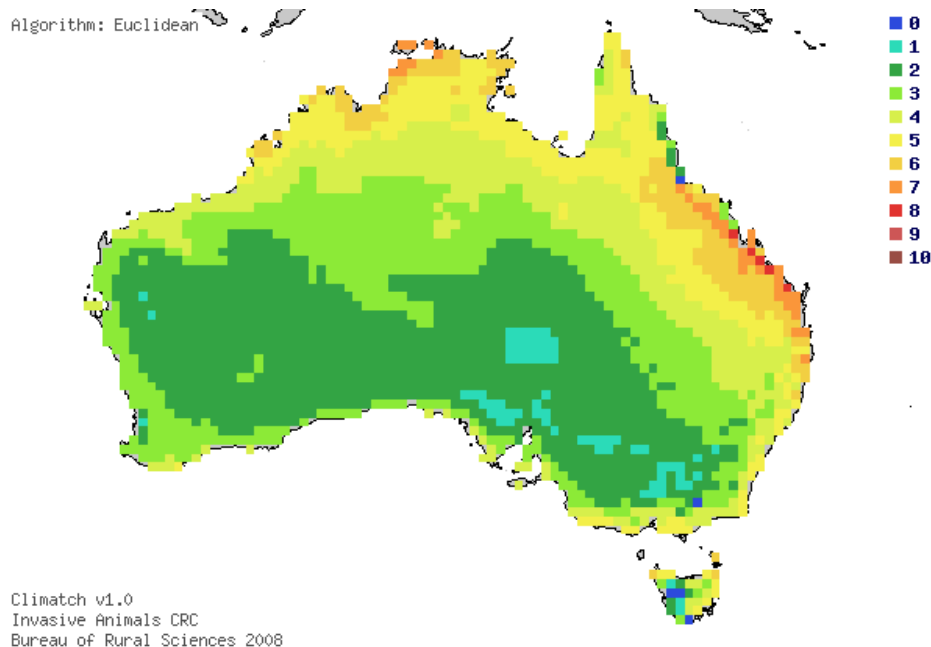 Algorithm: Euclidean
0
1
2
3
4
5
6
7
8
9
10
Climatch v1.0
Invasive Animals CRC
Bureau of Rural Sciences 2008